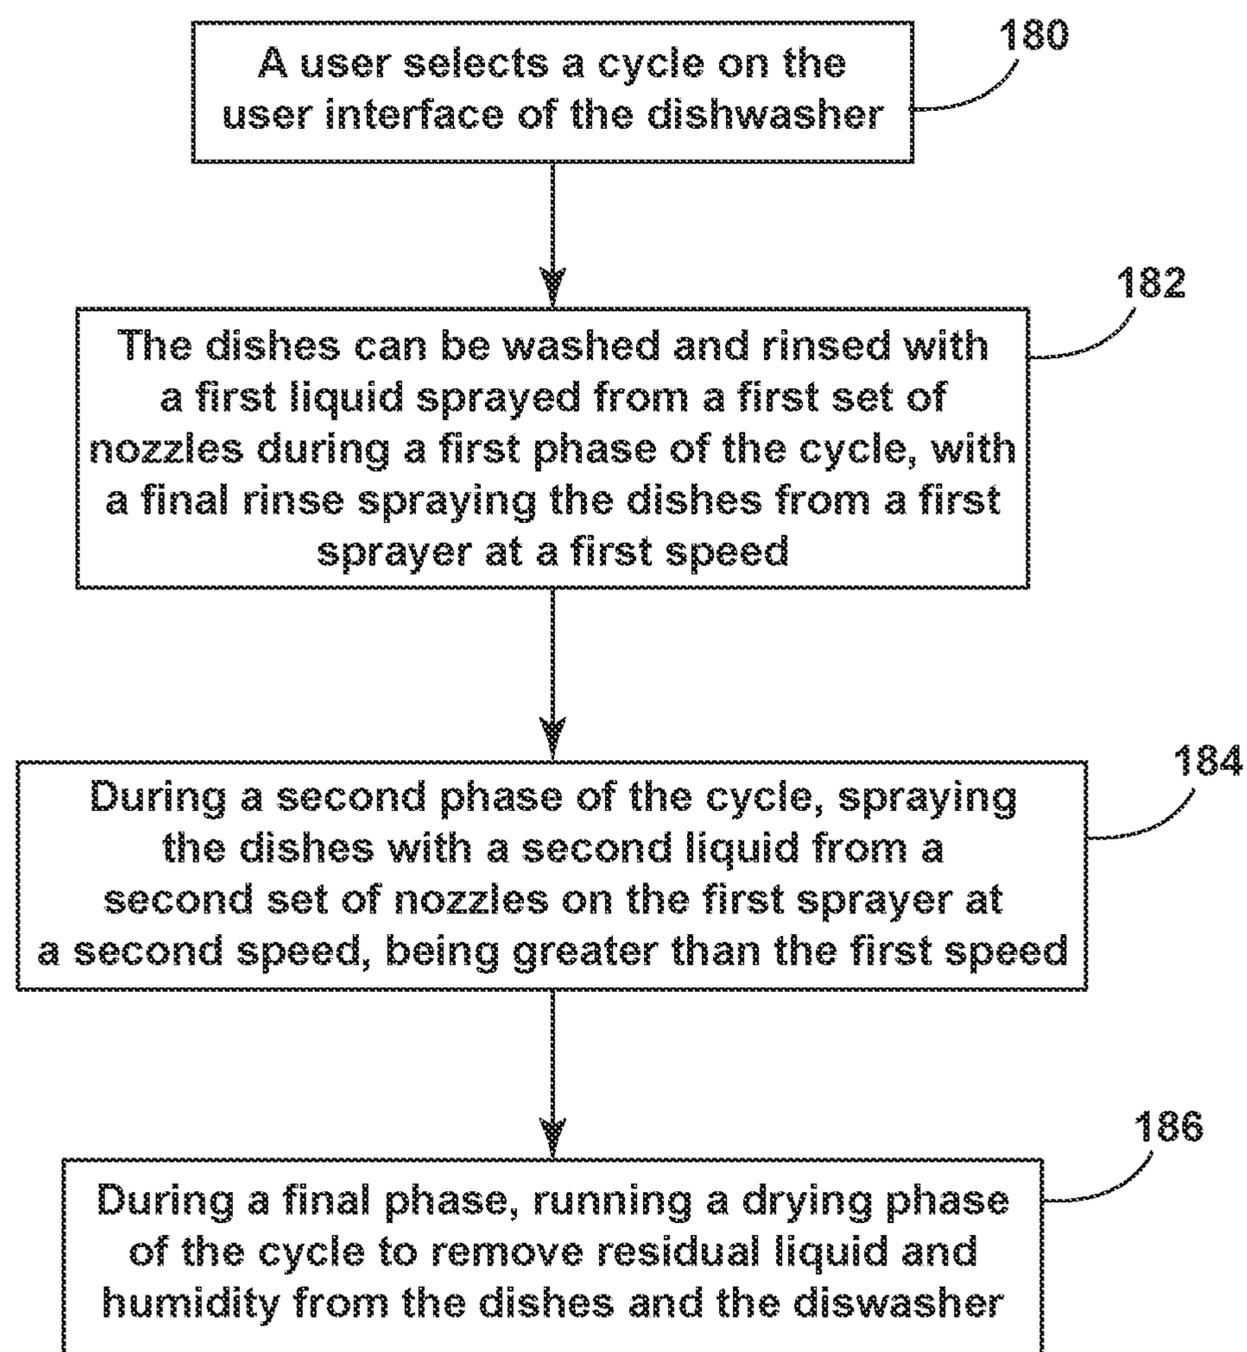 A user selects a cycle on the
user interface of the dishwasher
180
The dishes can be washed and rinsed with
a first liquid sprayed from a first set of
nozzles during a first phase of the cycle, with
a final rinse spraying the dishes from a first
sprayer at a first speed
182
During a second phase of the cycle, spraying
the dishes with a second liquid from a
second set of nozzles on the first sprayer at
a second speed, being greater than the first speed
184
During a final phase, running a drying phase
of the cycle to remove residual liquid and
humidity from the dishes and the diswasher
186